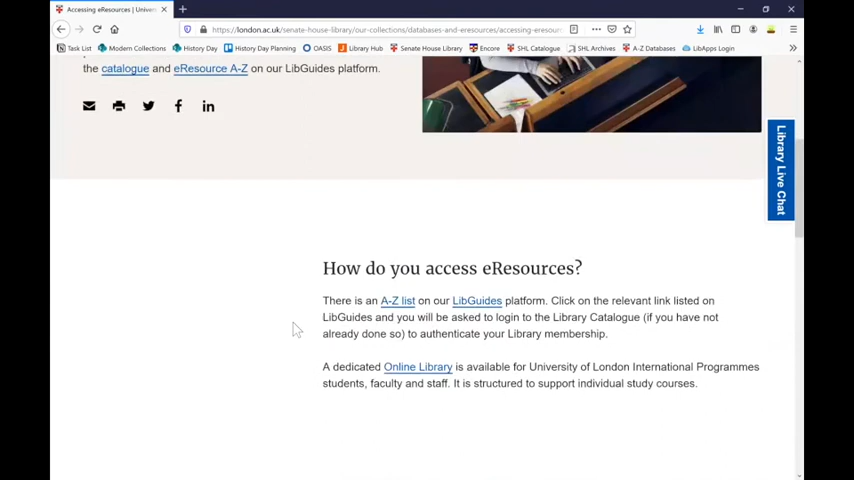 Accessing eResources | Univers
https://london.ac.uk/senate-house-library/our-collections/databases-and-eresources/accessing-eresour
Task List Modern Collections History Day History Day Planning OASIS Library Hub Senate House Library Encore SHL Catalogue SHL Archives A-Z Databases LibApps Login
the catalogue and eResource A-Z on our LibGuides platform.
Library Live Chat
How do you access eResources?
There is an A-Z list on our LibGuides platform. Click on the relevant link listed on
LibGuides and you will be asked to login to the Library Catalogue (if you have not
already done so) to authenticate your Library membership.
A dedicated Online Library is available for University of London International Programmes
students, faculty and staff. It is structured to support individual study courses.